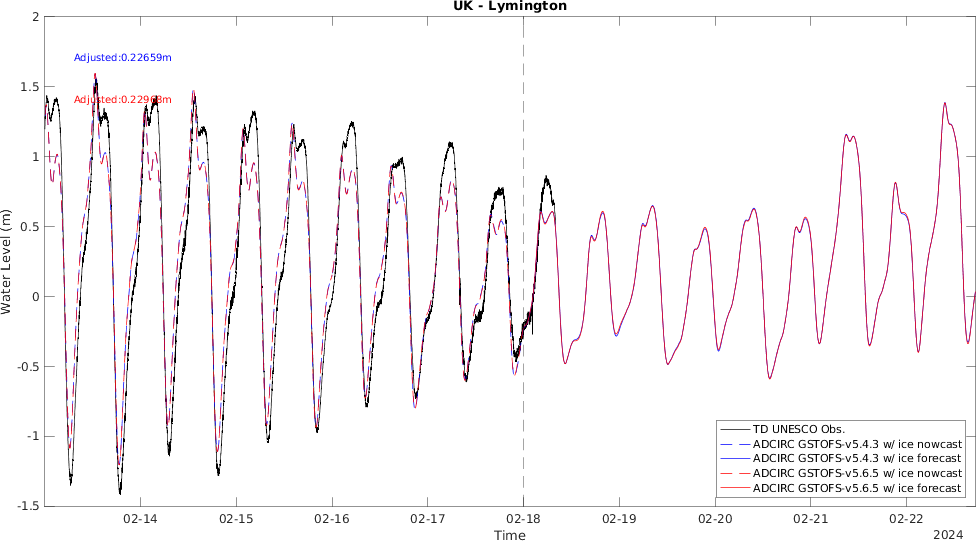 UK - Lymington
Adjusted:0.22659m
Adjusted:0.22963m
2
1.5
1
0.5
0
-0.5
-1
-1.5
Water Level (m)
02-14
02-15
02-16
02-17
02-18
02-19
02-20
02-21
02-22
Time
2024
TD UNESCO Obs.
ADCIRC GSTOFS-v5.4.3 w/ ice nowcast
ADCIRC GSTOFS-v5.4.3 w/ ice forecast
ADCIRC GSTOFS-v5.6.5 w/ ice nowcast
ADCIRC GSTOFS-v5.6.5 w/ ice forecast